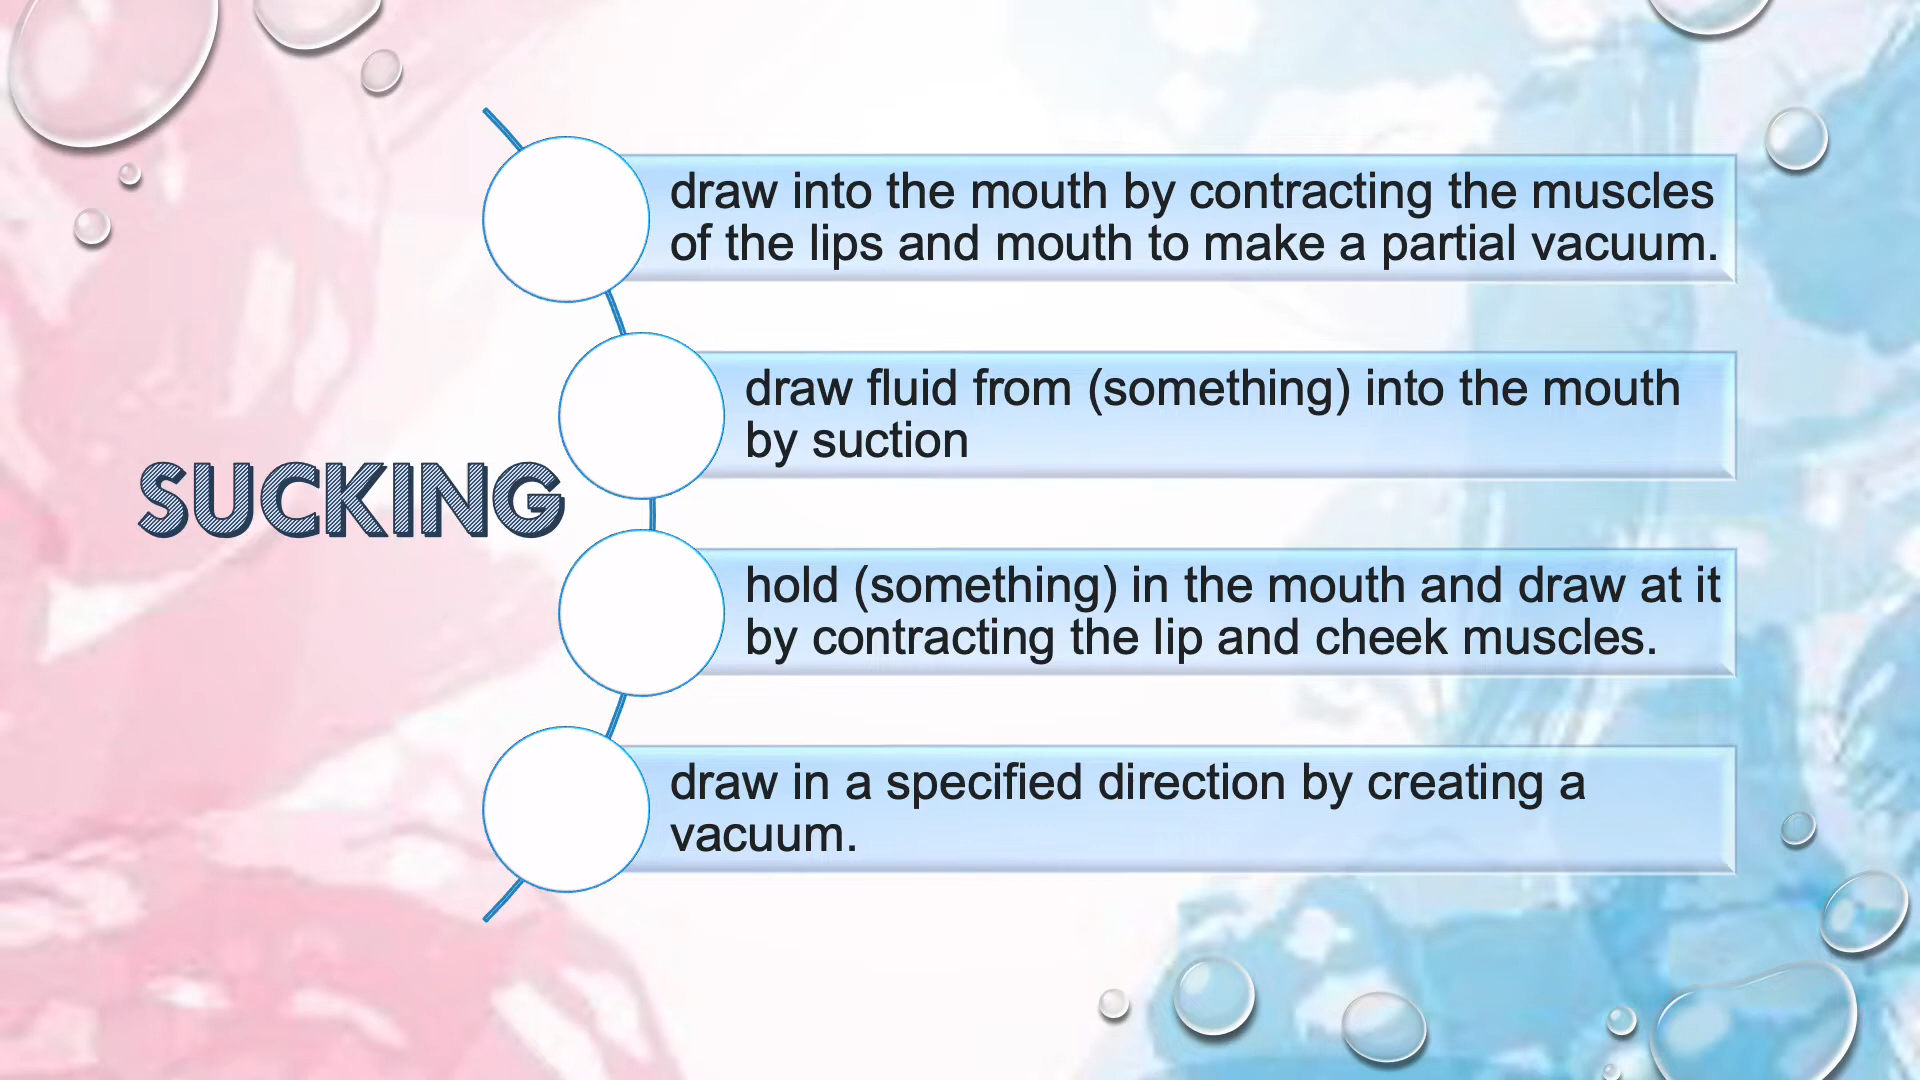 SUCKING
draw into the mouth by contracting the muscles
of the lips and mouth to make a partial vacuum.
draw fluid from (something) into the mouth
by suction
hold (something) in the mouth and draw at it
by contracting the lip and cheek muscles.
draw in a specified direction by creating a
vacuum.